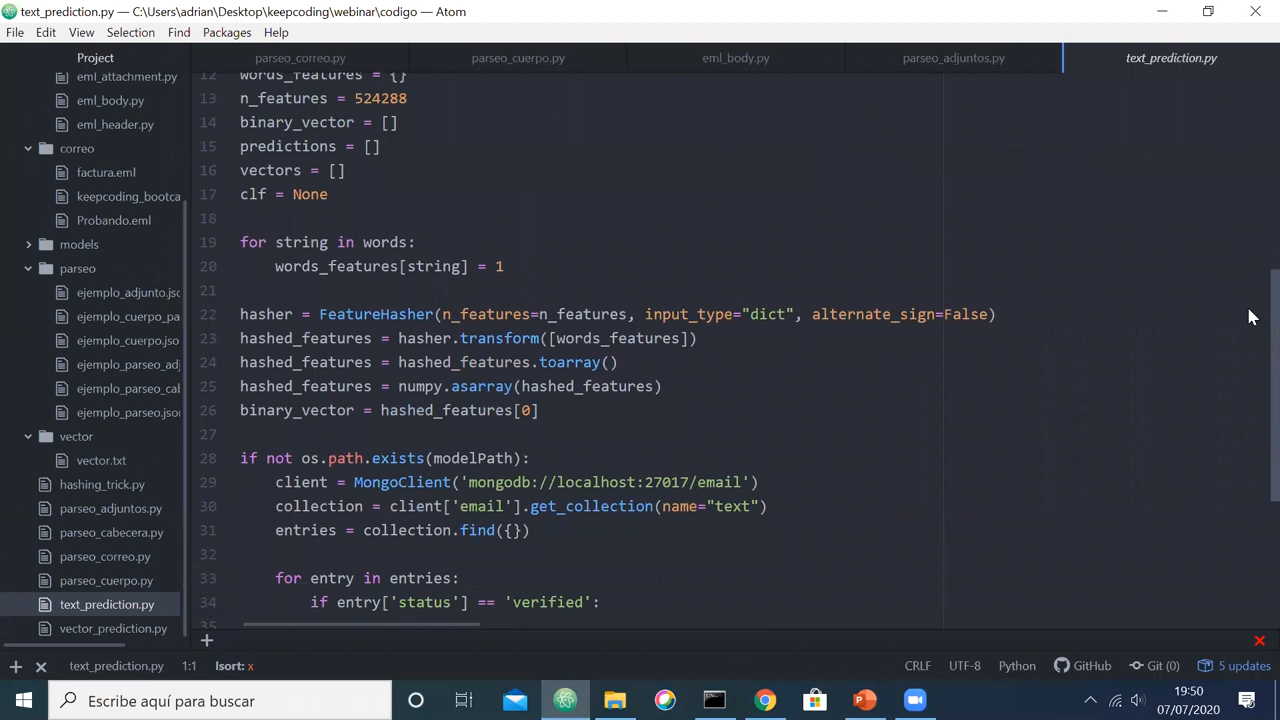 text_prediction.py — C:\Users\adrian\Desktop\keepcoding\webinar\codigo — Atom
File Edit View Selection Find Packages Help
Project
parseo_correo.py parseo_cuerpo.py eml_body.py parseo_adjuntos.py text_prediction.py
eml_attachment.py
eml_body.py
eml_header.py
correo
factura.eml
keepcoding_bootca
Probando.eml
models
parseo
ejemplo_adjunto.jsc
ejemplo_cuerpo_pa
ejemplo_cuerpo.jso
ejemplo_parseo_adj
ejemplo_parseo_cab
ejemplo_parseo.jsor
vector
vector.txt
hashing_trick.py
parseo_adjuntos.py
parseo_cabecera.py
parseo_correo.py
parseo_cuerpo.py
text_prediction.py
vector_prediction.py
12 words_features = {}
13 n_features = 524288
14 binary_vector = []
15 predictions = []
16 vectors = []
17 clf = None
18
19 for string in words:
20 words_features[string] = 1
21
22 hasher = FeatureHasher(n_features=n_features, input_type="dict", alternate_sign=False)
23 hashed_features = hasher.transform([words_features])
24 hashed_features = hashed_features.toarray()
25 hashed_features = numpy.asarray(hashed_features)
26 binary_vector = hashed_features[0]
27
28 if not os.path.exists(modelPath):
29 client = MongoClient('mongodb://localhost:27017/email')
30 collection = client['email'].get_collection(name="text")
31 entries = collection.find({})
32
33 for entry in entries:
34 if entry['status'] == 'verified':
35
text_prediction.py 1:1 Isort: x CRLF UTF-8 Python GitHub Git (0) 5 updates
Escribe aquí para buscar
19:50
07/07/2020